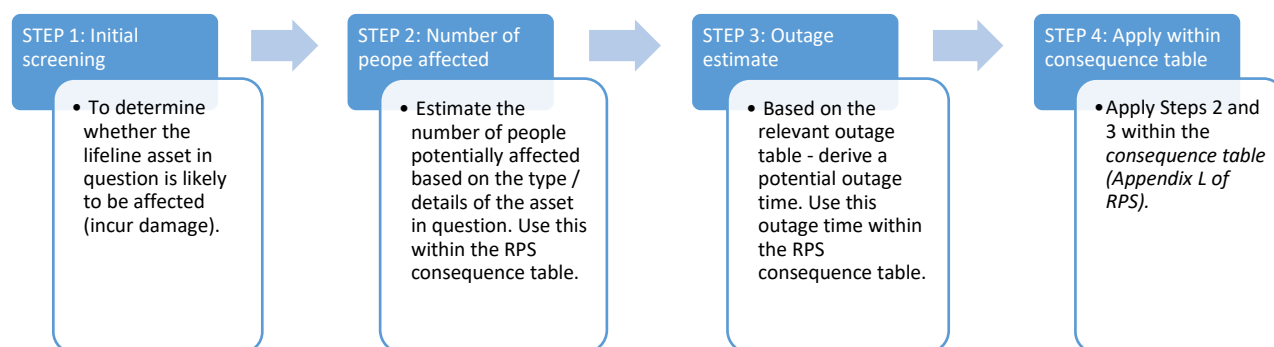 STEP 1: Initial
screening
• To determine
whether the
lifeline asset in
question is likely
to be affected
(incur damage).
STEP 2: Number of
peope affected
• Estimate the
number of people
potentially affected
based on the type /
details of the asset
in question. Use this
within the RPS
consequence table.
STEP 3: Outage
estimate
• Based on the
relevant outage
table - derive a
potential outage
time. Use this
outage time within
the RPS
consequence table.
STEP 4: Apply within
consequence table
•Apply Steps 2 and
3 within the
consequence table
(Appendix L of
RPS).